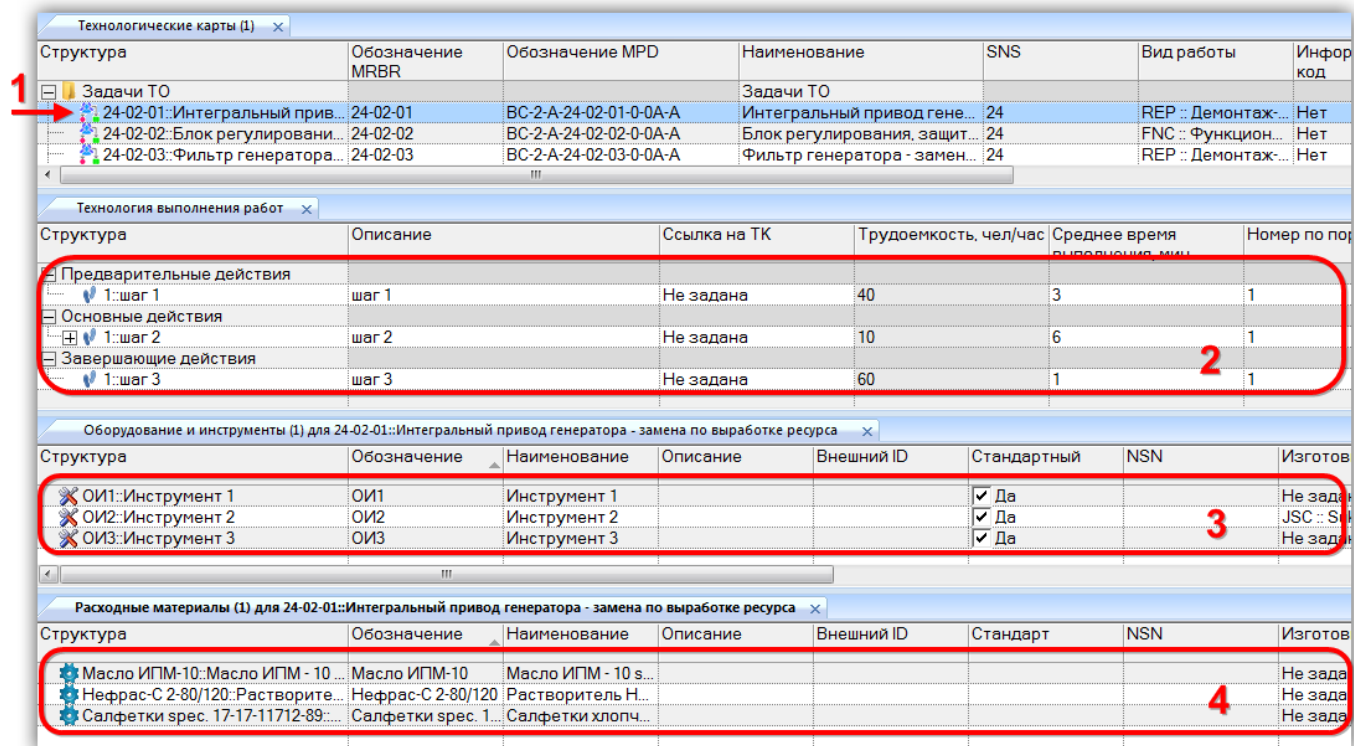 Технологические карты (1)
Структура Обозначение MRBR Обозначение MPD Наименование SNS Вид работы Инфор код
1
Задачи ТО Задачи ТО
24-02-01::Интегральный прив... 24-02-01 ВС-2-А-24-02-01-0-0А-А Интегральный привод гене... 24 REP :: Демонтаж-... Нет
24-02-02::Блок регулировани... 24-02-02 ВС-2-А-24-02-02-0-0А-А Блок регулирования, защит... 24 FNC :: Функцион... Нет
24-02-03::Фильтр генератора... 24-02-03 ВС-2-А-24-02-03-0-0А-А Фильтр генератора - замен... 24 REP :: Демонтаж-... Нет
Технология выполнения работ
Структура Описание Ссылка на ТК Трудоемкость, чел/час Среднее время выполнения, мин Номер по пор
Предварительные действия
1::шаг 1 шаг 1 Не задана 40 3 1
Основные действия
1::шаг 2 шаг 2 Не задана 10 6 1
Завершающие действия
2
1::шаг 3 шаг 3 Не задана 60 1 1
Оборудование и инструменты (1) для 24-02-01::Интегральный привод генератора - замена по выработке ресурса
Структура Обозначение Наименование Описание Внешний ID Стандартный NSN Изготов
ОИ1::Инструмент 1 ОИ1 Инструмент 1 Да Не зада
ОИ2::Инструмент 2 ОИ2 Инструмент 2 Да JSC ::
3
ОИ3::Инструмент 3 ОИ3 Инструмент 3 Да Не зада
Расходные материалы (1) для 24-02-01::Интегральный привод генератора - замена по выработке ресурса
Структура Обозначение Наименование Описание Внешний ID Стандарт NSN Изготов
Масло ИПМ-10::Масло ИПМ - 10 ... Масло ИПМ-10 Масло ИПМ - 10 s... Не зада
Нефрас-С 2-80/120::Растворите... Нефрас-С 2-80/120 Растворитель Н... Не зада
4
Салфетки spec. 17-17-11712-89::... Салфетки spec. 1... Салфетки хлопч... Не зада